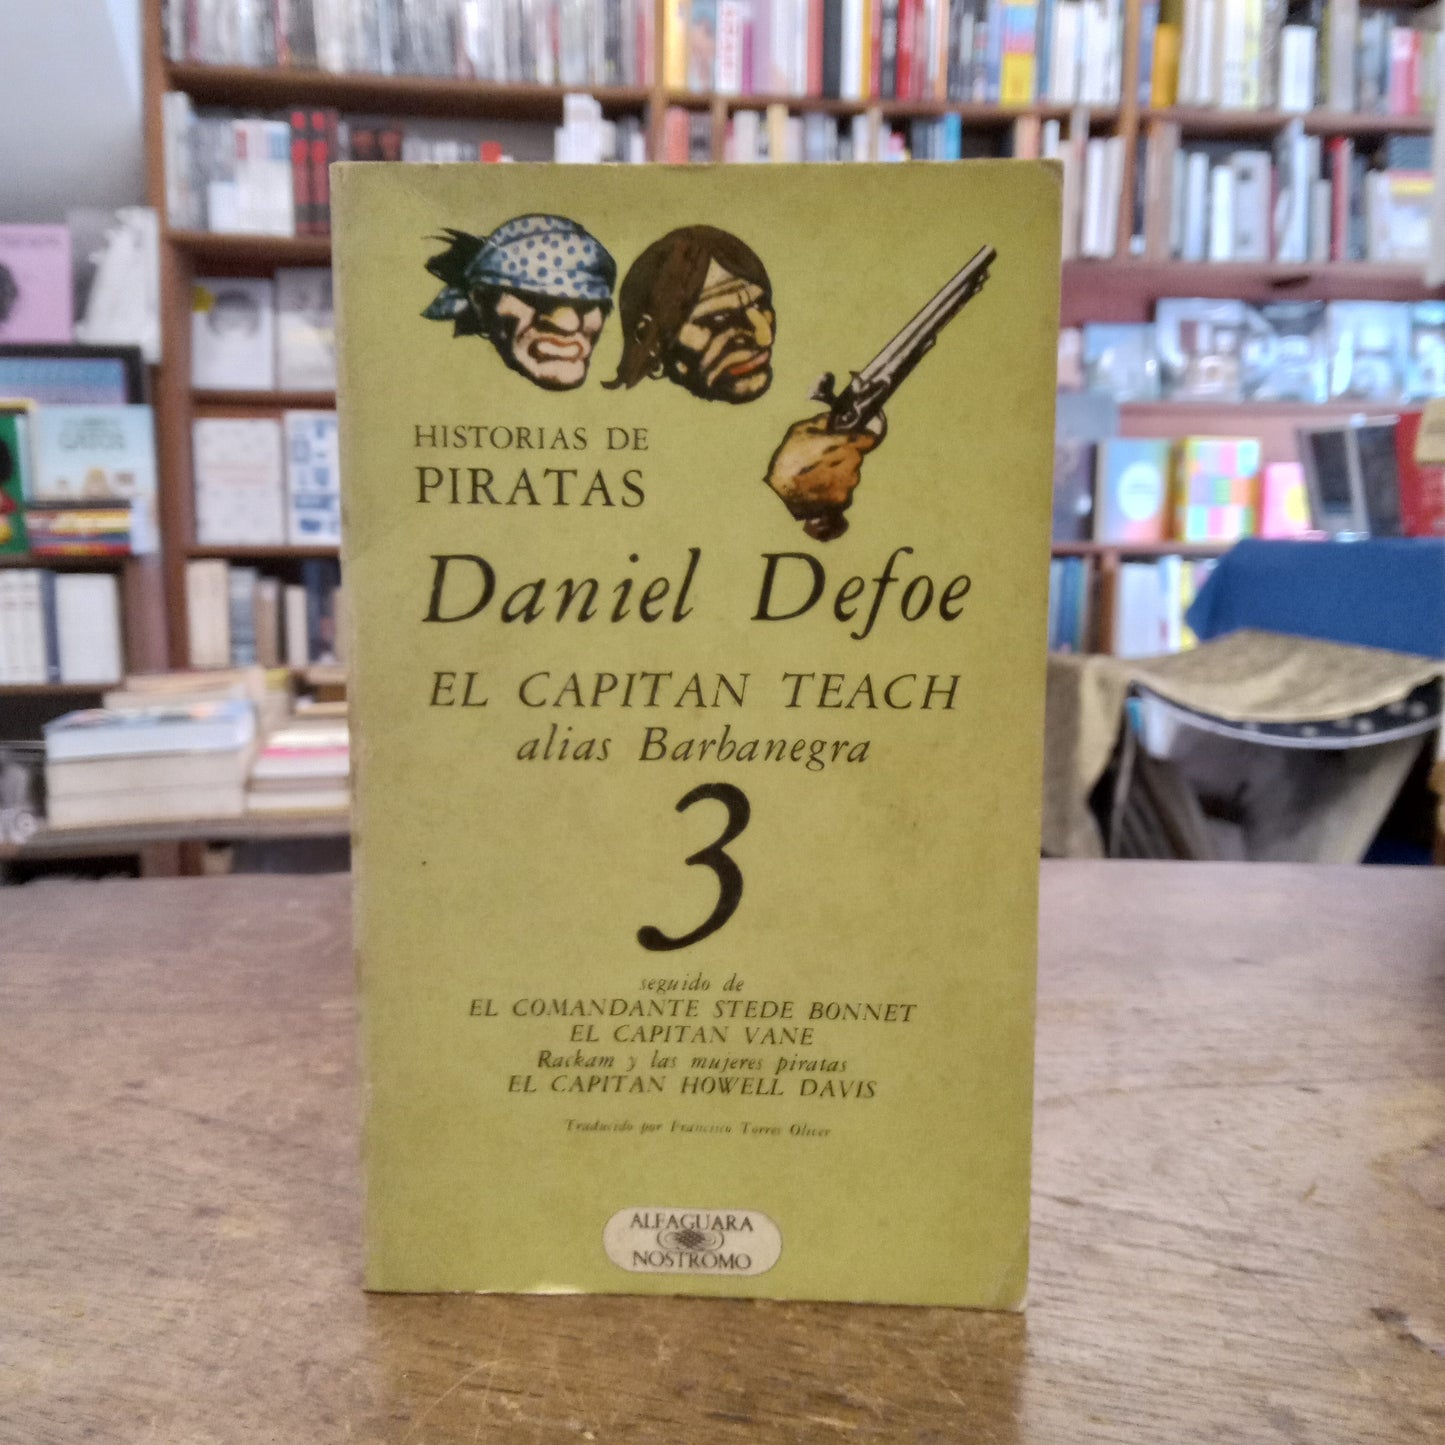 HISTORIAS DE
PIRATAS
Daniel Defoe
EL CAPITAN TEACH
alias Barbanegra
3
seguido de
EL COMANDANTE STEDE BONNET
EL CAPITAN VANE
Rackam y las mujeres piratas
EL CAPITAN HOWELL DAVIS
Traducido por Francisco Torres Oliver
ALFAGUARA
NOSTROMO